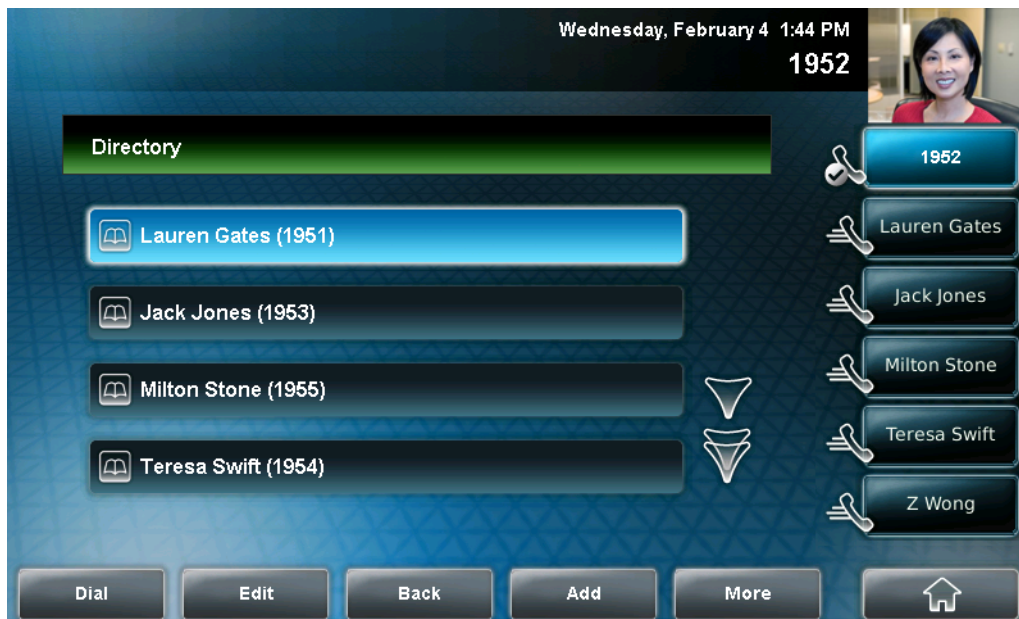 Wednesday, February 4 1:44 PM
1952
Directory
1952
Lauren Gates (1951)
Lauren Gates
Jack Jones (1953)
Jack Jones
Milton Stone (1955)
Milton Stone
Teresa Swift (1954)
Teresa Swift
Z Wong
Dial
Edit
Back
Add
More